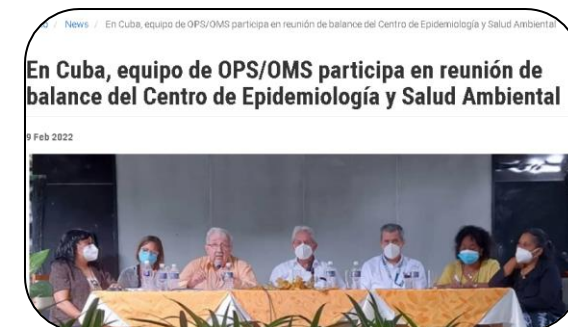 / News / En Cuba, equipo de OPS/OMS participa en reunión de balance del Centro de Epidemiología y Salud Ambiental
En Cuba, equipo de OPS/OMS participa en reunión de
balance del Centro de Epidemiología y Salud Ambiental
9 Feb 2022